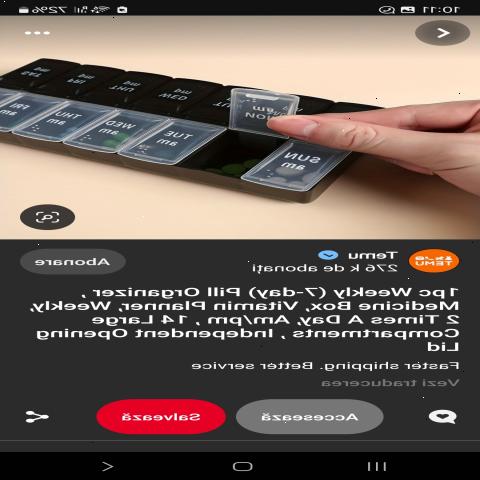 10:11
72%
SAT
FRI
THU
WED
pm
pm
pm
pm
FRI
am
THU
am
WED
am
TUE
am
MON
am
SUN
am
TEMU
Temu
276 k de abonați
Abonare
1pc Weekly (7-day) Pill Organizer ,
Medicine Box, Vitamin Planner, Weekly,
2 Times A Day, Am/pm, 14 Large
Compartments , Independent Opening
Lid
Faster shipping. Better service
Vezi traducerea
Accesează
Salvează